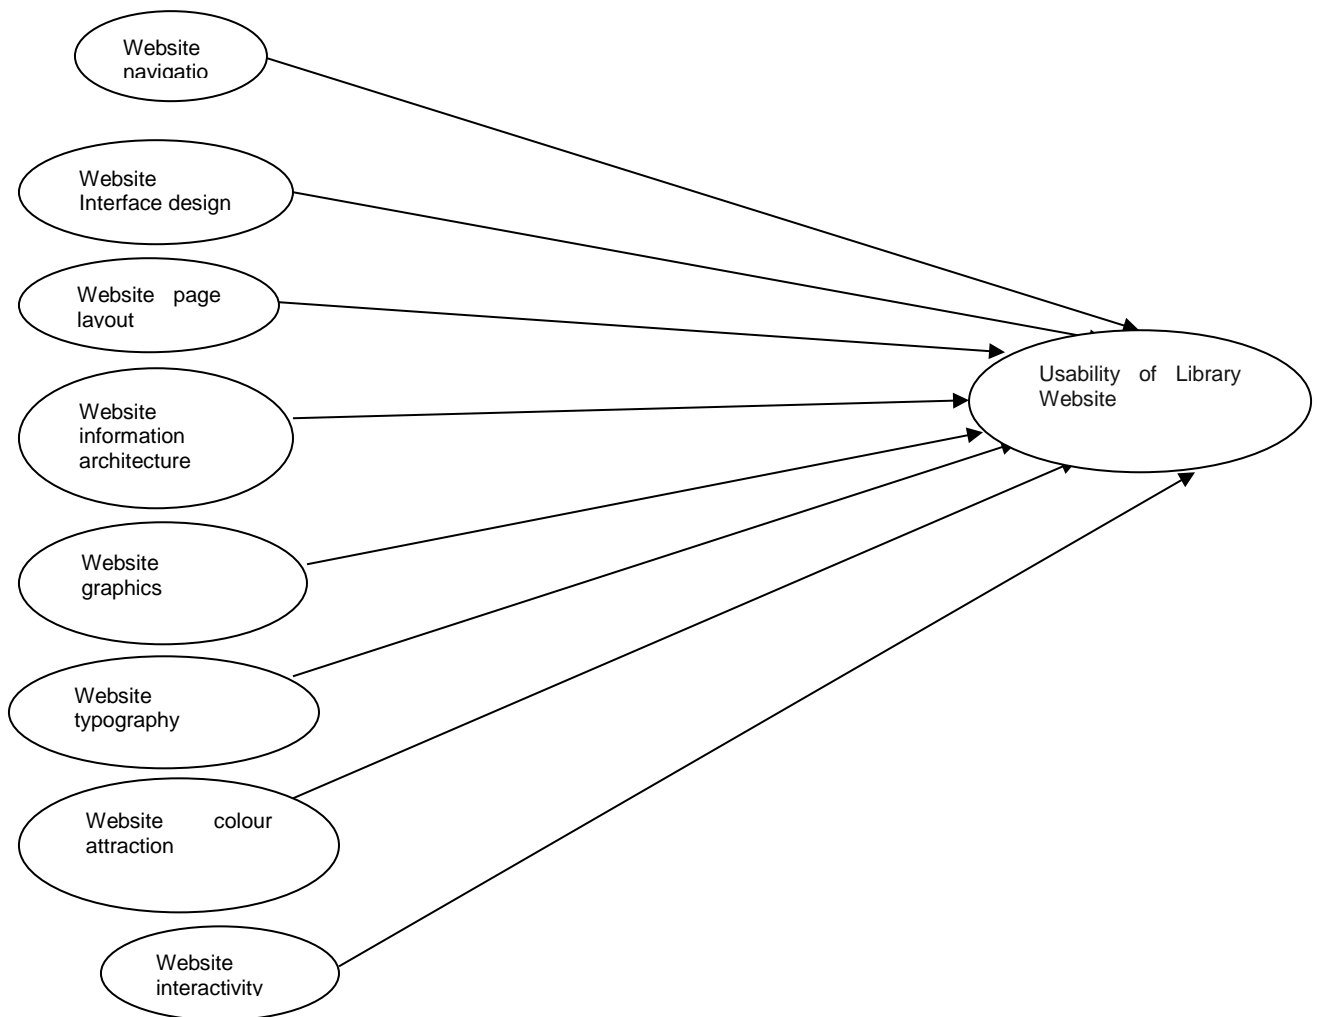 Website
navigatio
Website
Interface design
Website page
layout
Website
information
architecture
Website
graphics
Website
typography
Website colour
attraction
Website
interactivity
Usability of Library
Website